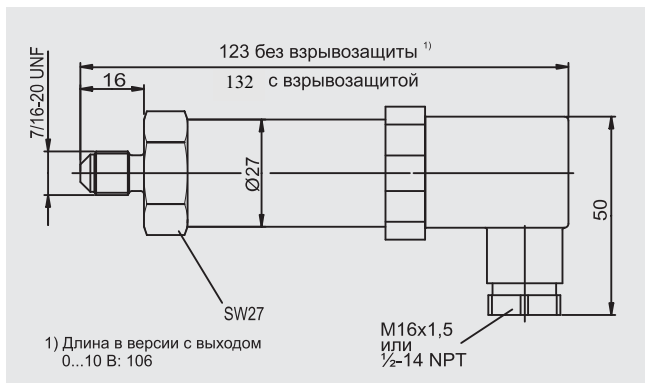 123 без взрывозащиты 1)
132 с взрывозащитой
16
7/16-20 UNF
Ø27
50
SW27
M16x1,5
или
½-14 NPT
1) Длина в версии с выходом
0...10 В: 106